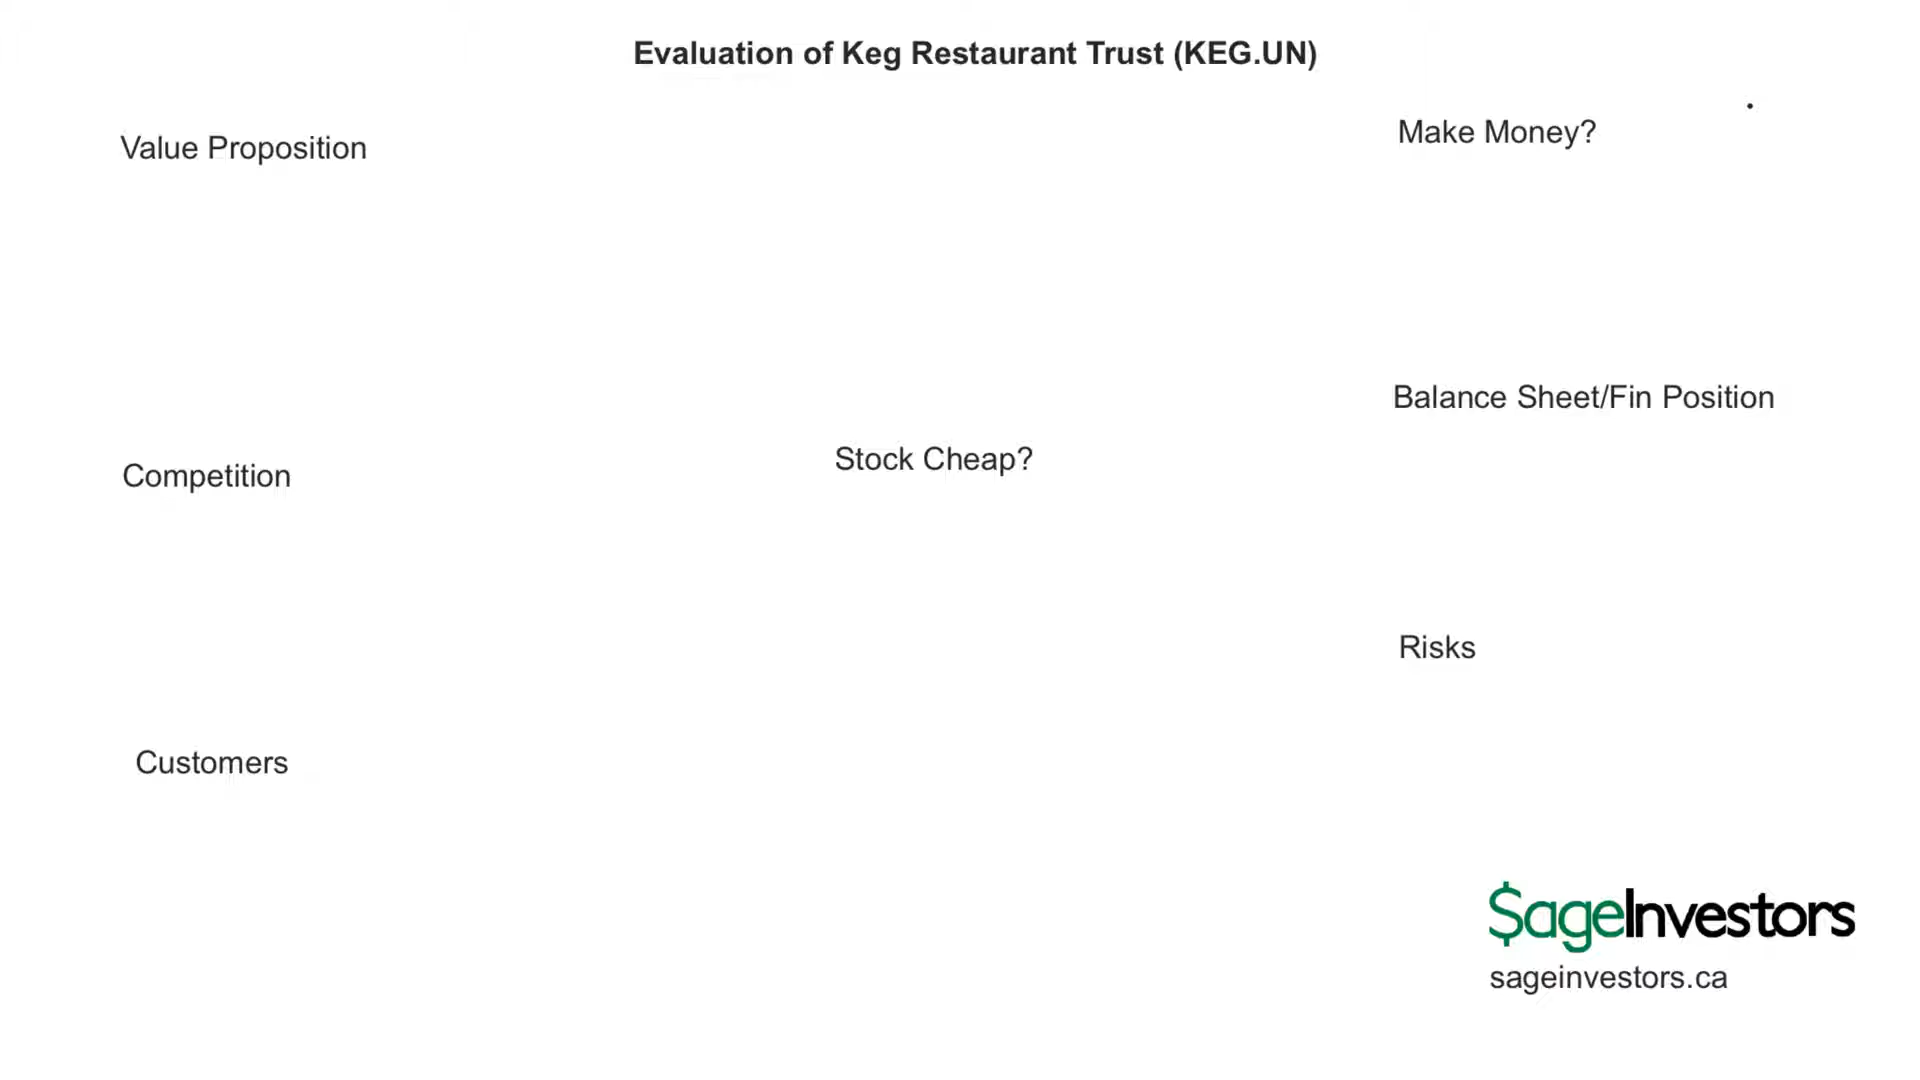 Evaluation of Keg Restaurant Trust (KEG.UN)
Value Proposition
Make Money?
Balance Sheet/Fin Position
Stock Cheap?
Competition
Risks
Customers
$ageInvestors
sageinvestors.ca